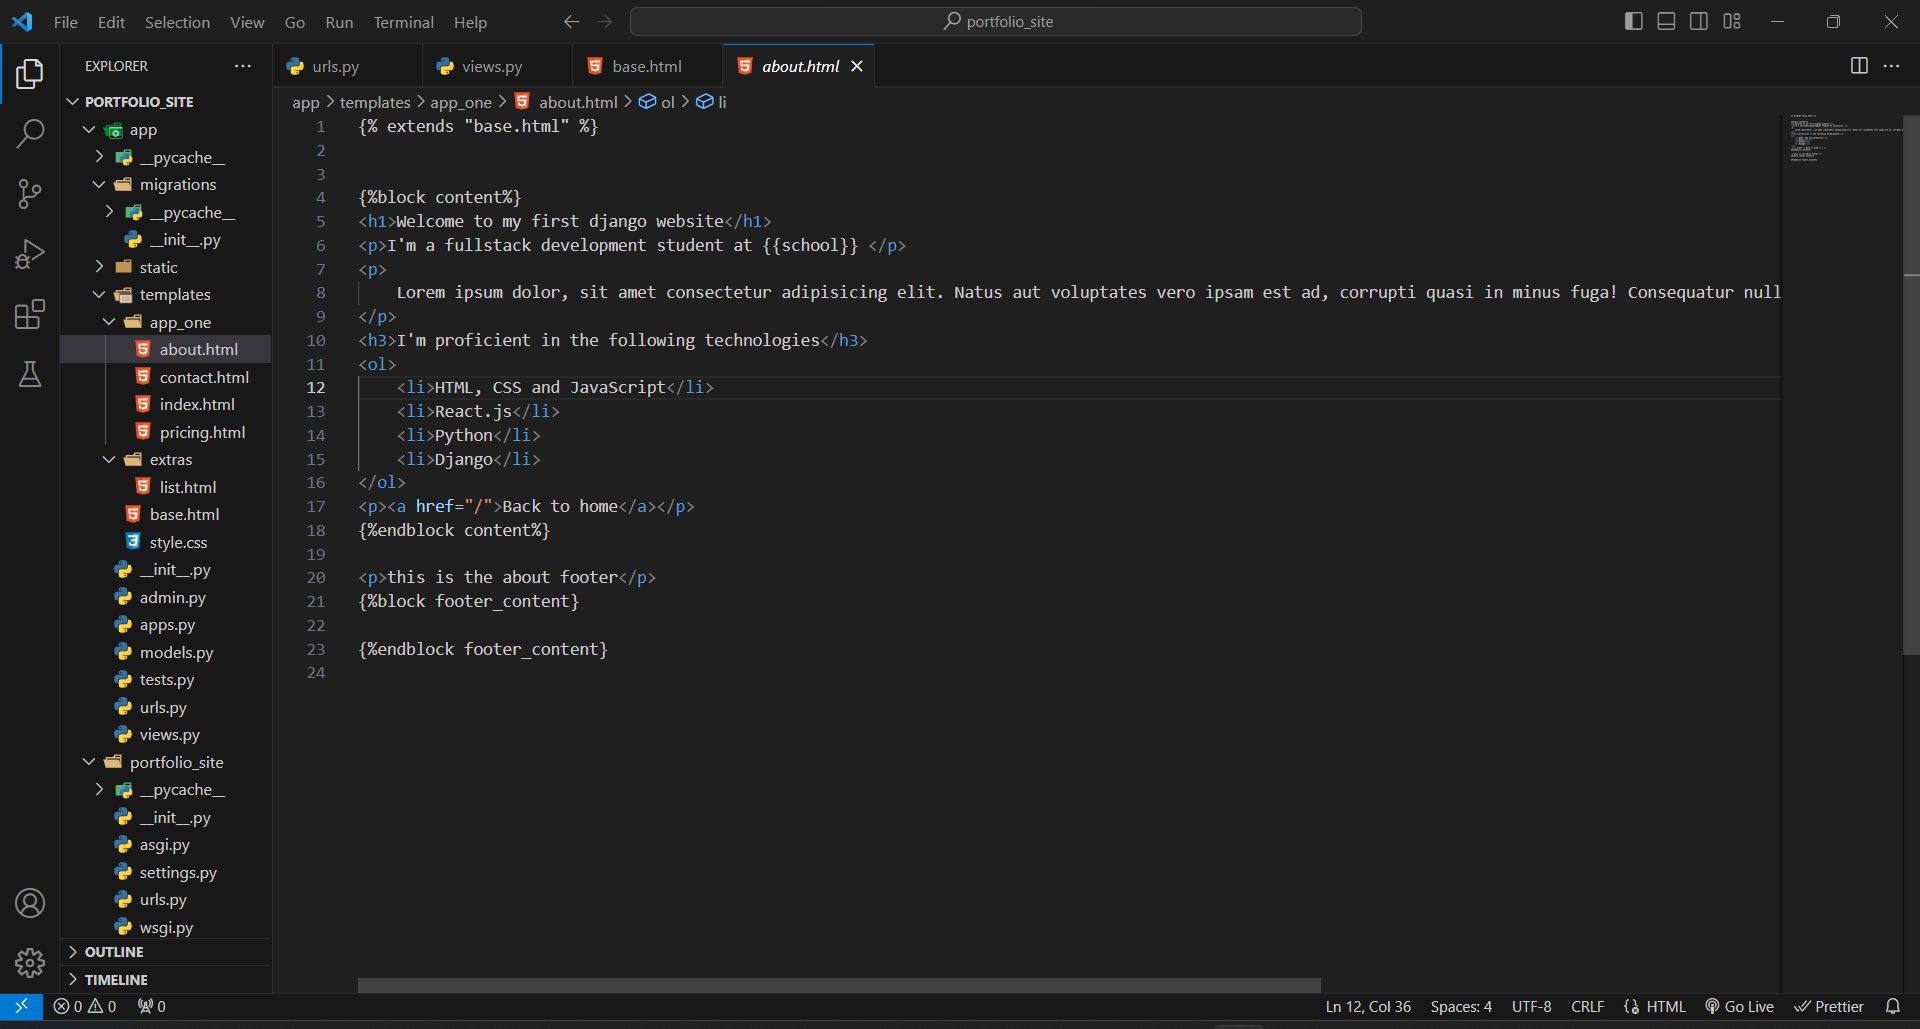 File Edit Selection View Go Run Terminal Help portfolio_site
EXPLORER
urls.py views.py base.html about.html
PORTFOLIO_SITE
app
__pycache__
migrations
__pycache__
__init__.py
static
templates
app_one
about.html
contact.html
index.html
pricing.html
extras
list.html
base.html
style.css
__init__.py
admin.py
apps.py
models.py
tests.py
urls.py
views.py
portfolio_site
__pycache__
__init__.py
asgi.py
settings.py
urls.py
wsgi.py
OUTLINE
TIMELINE
app > templates > app_one > about.html > ol > li
1 {% extends "base.html" %}
2
3
4 {%block content%}
5 <h1>Welcome to my first django website</h1>
6 <p>I'm a fullstack development student at {{school}} </p>
7 <p>
8 Lorem ipsum dolor, sit amet consectetur adipisicing elit. Natus aut voluptates vero ipsam est ad, corrupti quasi in minus fuga! Consequatur null
9 </p>
10 <h3>I'm proficient in the following technologies</h3>
11 <ol>
12 <li>HTML, CSS and JavaScript</li>
13 <li>React.js</li>
14 <li>Python</li>
15 <li>Django</li>
16 </ol>
17 <p><a href="/">Back to home</a></p>
18 {%endblock content%}
19
20 <p>this is the about footer</p>
21 {%block footer_content}
22
23 {%endblock footer_content}
24
0 0 0 Ln 12, Col 36 Spaces: 4 UTF-8 CRLF HTML Go Live Prettier